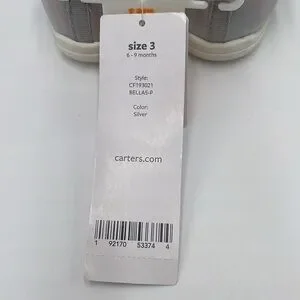 size 3
6 - 9 months
Style:
CF193021
BELLAS-P
Color:
Silver
carters.com
1 92170 53374 4